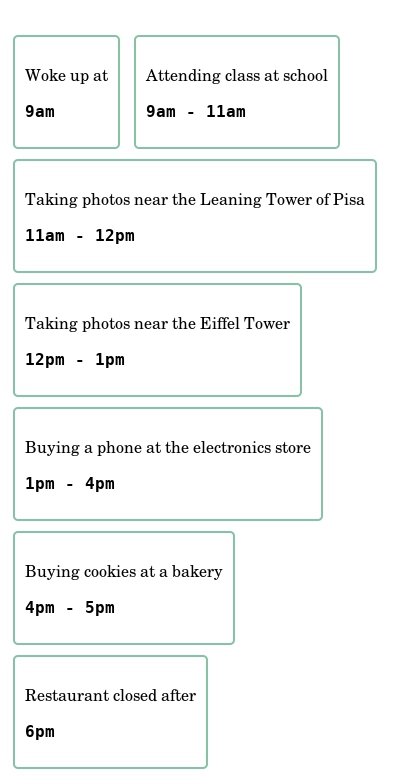 Woke up at
9am
Attending class at school
9am - 11am
Taking photos near the Leaning Tower of Pisa
11am - 12pm
Taking photos near the Eiffel Tower
12pm - 1pm
Buying a phone at the electronics store
1pm - 4pm
Buying cookies at a bakery
4pm - 5pm
Restaurant closed after
6pm